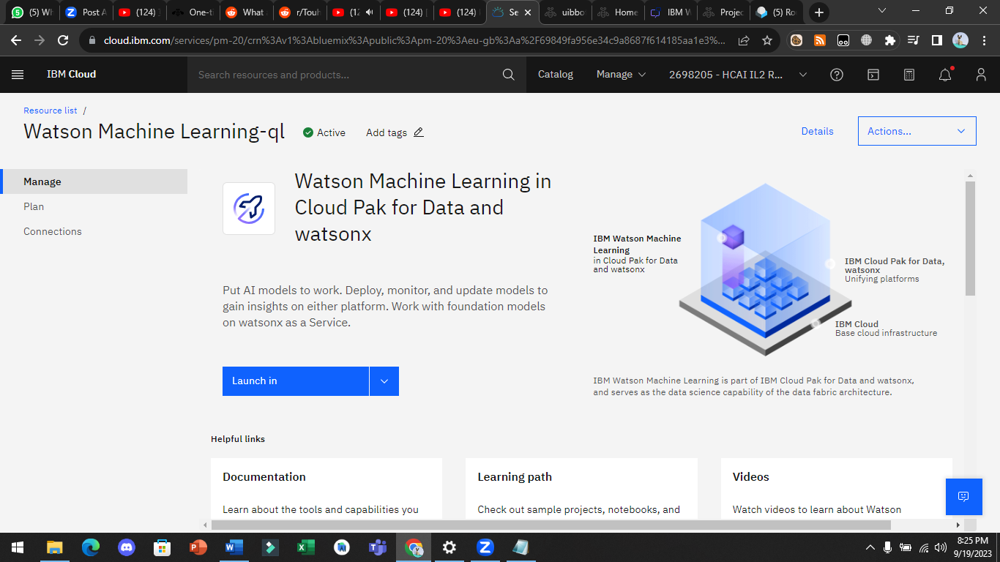 (5) W
Post A
(124)
One-t
What
r/Touh
(12
(124)
(124)
Se
uibbo
Home
IBM W
Projec
(5) Ro
cloud.ibm.com/services/pm-20/crn%3Av1%3Abluemix%3Apublic%3Apm-20%3Aeu-gb%3Aa%2F69849fa956e34c9a8687f614185aa1e3%...
IBM Cloud
Search resources and products...
Catalog
Manage
2698205 - HCAI IL2 R...
Resource list /
Watson Machine Learning-ql
Active
Add tags
Details
Actions...
Manage
Plan
Connections
Watson Machine Learning in
Cloud Pak for Data and
watsonx
Put AI models to work. Deploy, monitor, and update models to
gain insights on either platform. Work with foundation models
on watsonx as a Service.
Launch in
IBM Watson Machine
Learning
in Cloud Pak for Data
and watsonx
IBM Cloud Pak for Data,
watsonx
Unifying platforms
IBM Cloud
Base cloud infrastructure
IBM Watson Machine Learning is part of IBM Cloud Pak for Data and watsonx,
and serves as the data science capability of the data fabric architecture.
Helpful links
Documentation
Learn about the tools and capabilities you
Learning path
Check out sample projects, notebooks, and
Videos
Watch videos to learn about Watson
8:25 PM
9/19/2023